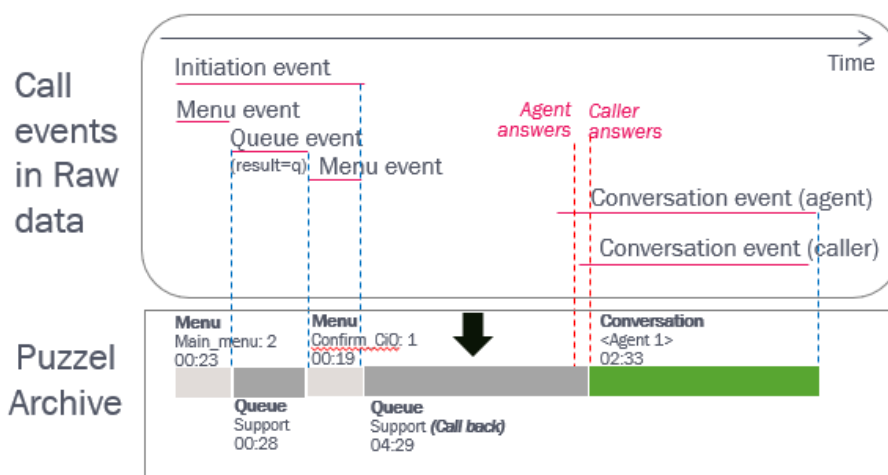 Call
events
in Raw
data
Time
Initiation event
Menu event
Queue event
(result=q)
Menu event
Agent
answers
Caller
answers
Conversation event (agent)
Conversation event (caller)
Puzzel
Archive
Menu
Main_menu: 2
00:23
Menu
Confirm_CiQ: 1
00:19
Conversation
<Agent 1>
02:33
Queue
Support
00:28
Queue
Support (Call back)
04:29